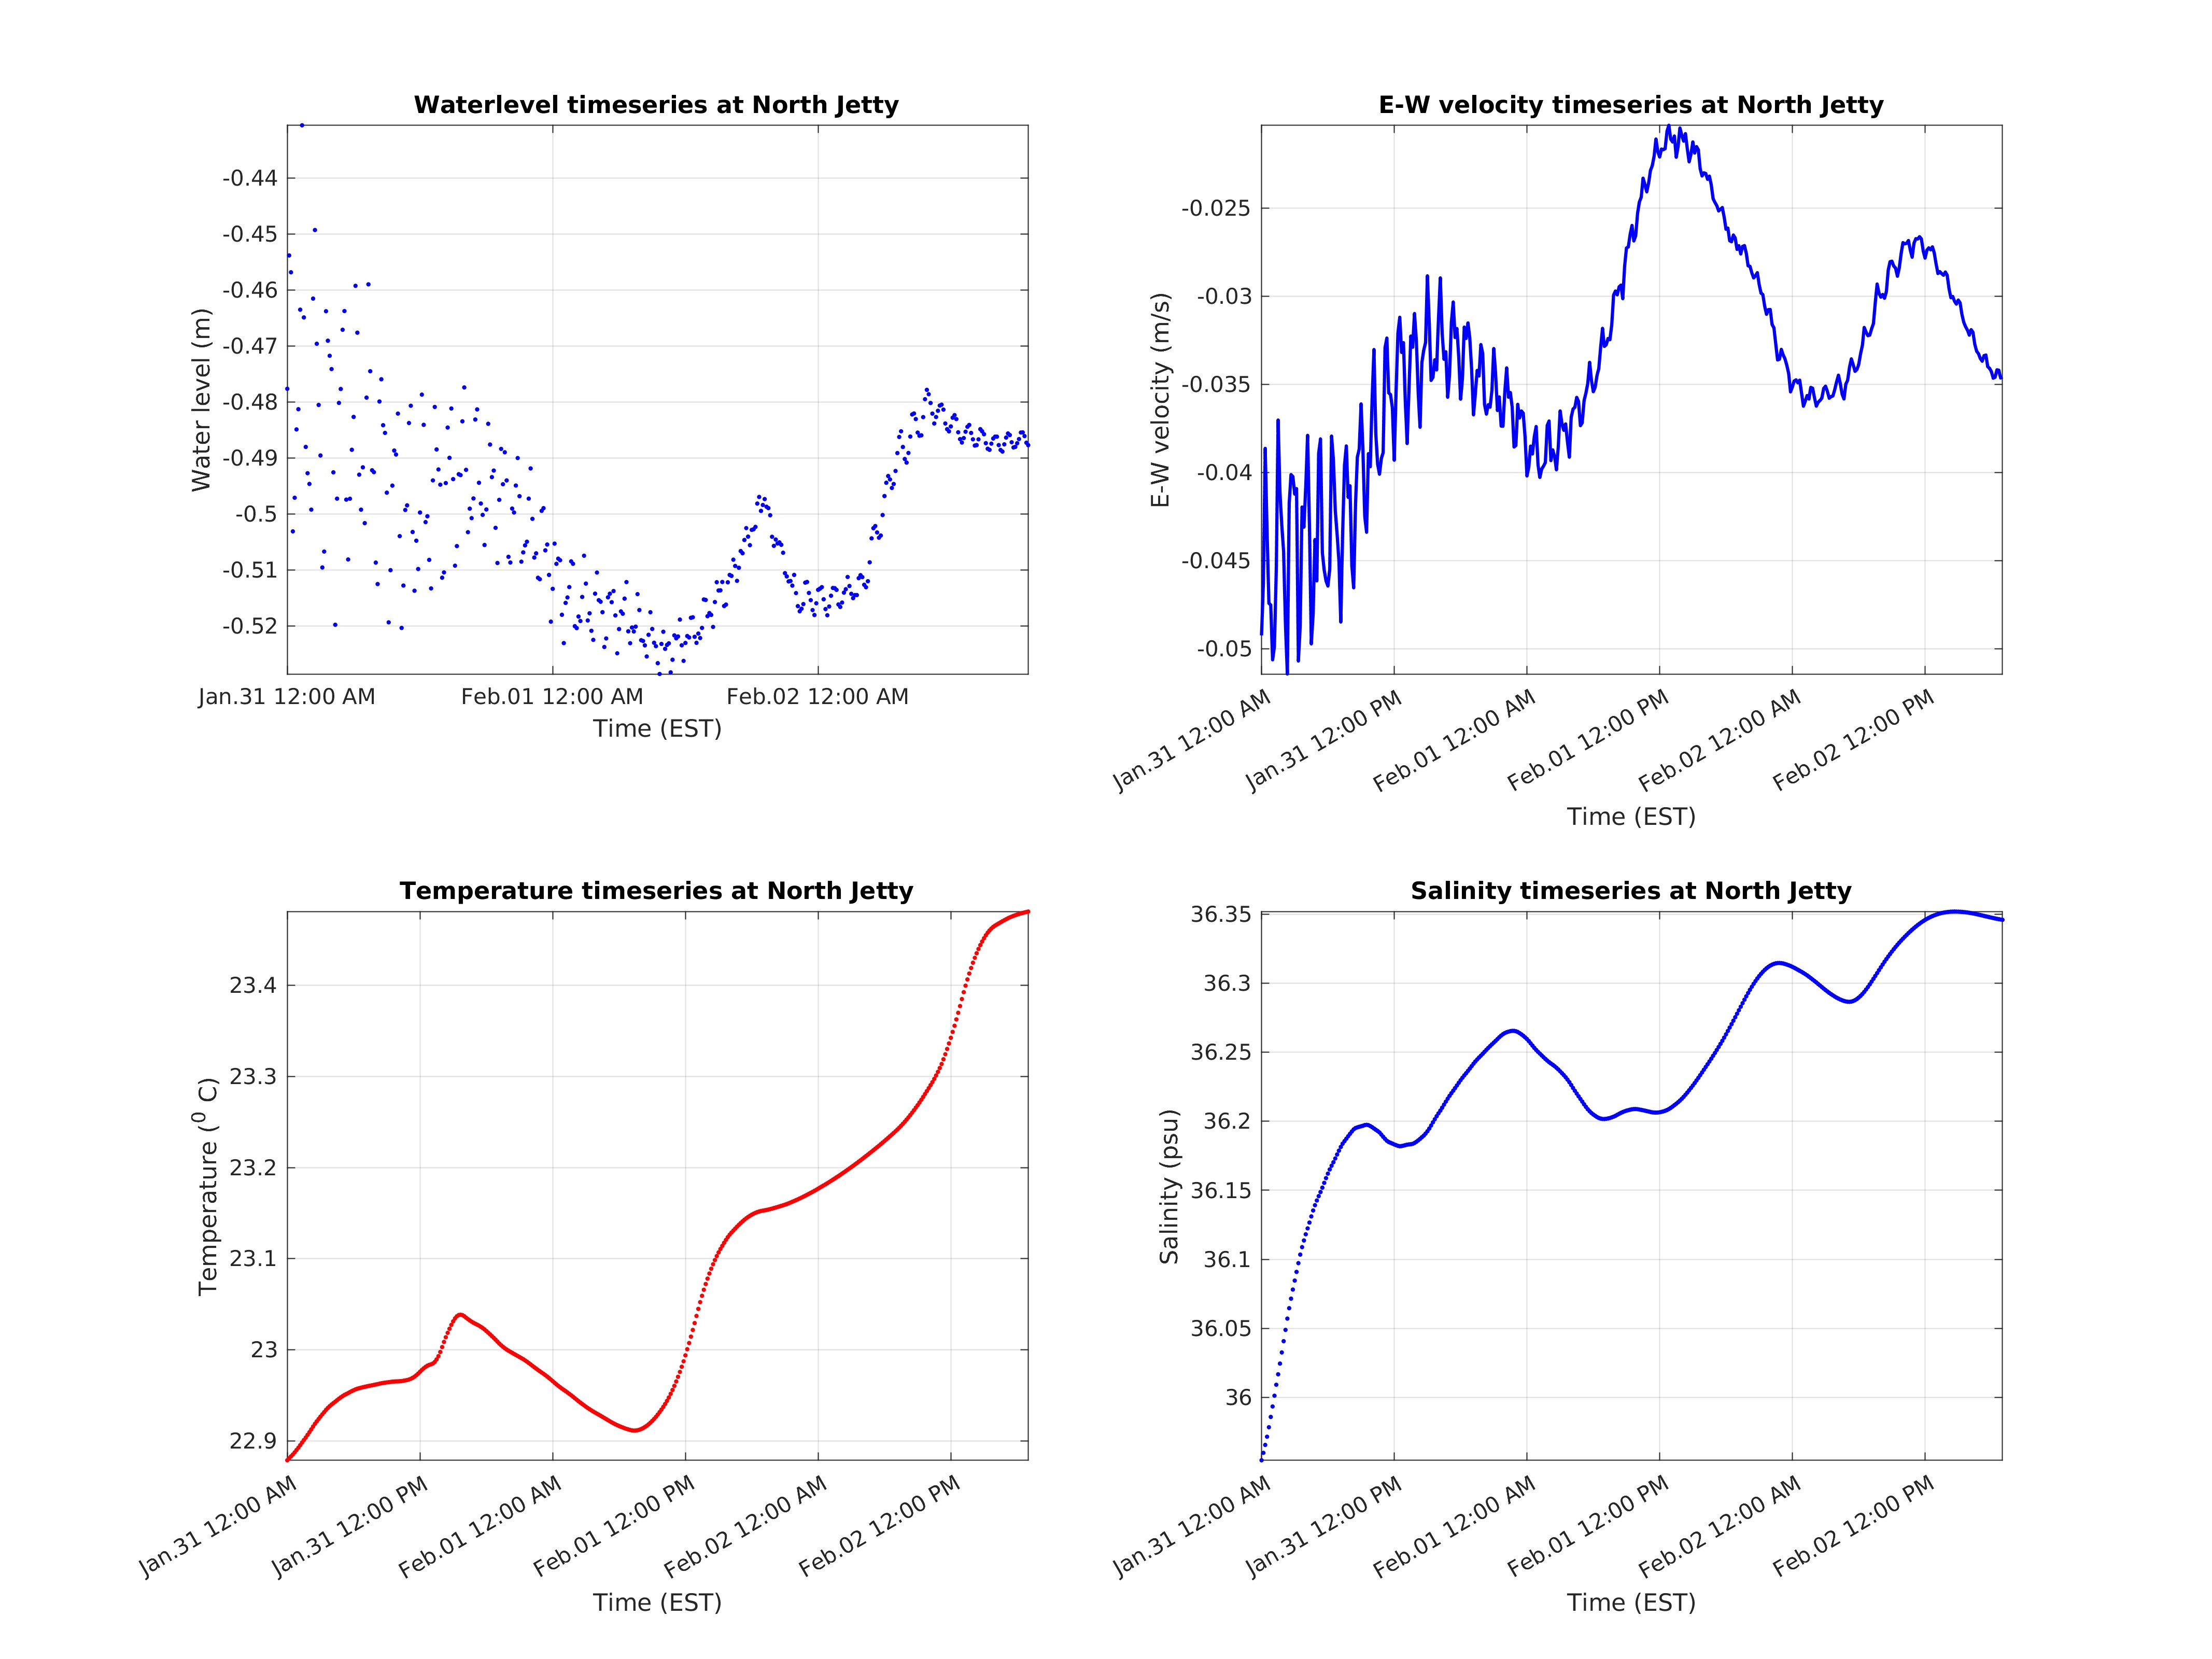 Waterlevel timeseries at North Jetty
-0.44
-0.45
-0.46
-0.47
-0.48
-0.49
-0.5
-0.51
-0.52
Water level (m)
Jan.31 12:00 AM
Feb.01 12:00 AM
Feb.02 12:00 AM
Time (EST)
E-W velocity timeseries at North Jetty
-0.025
-0.03
-0.035
-0.04
-0.045
-0.05
E-W velocity (m/s)
Jan.31 12:00 AM
Jan.31 12:00 PM
Feb.01 12:00 AM
Feb.01 12:00 PM
Feb.02 12:00 AM
Feb.02 12:00 PM
Time (EST)
Temperature timeseries at North Jetty
23.4
23.3
23.2
23.1
23
22.9
Temperature (⁰ C)
Jan.31 12:00 AM
Jan.31 12:00 PM
Feb.01 12:00 AM
Feb.01 12:00 PM
Feb.02 12:00 AM
Feb.02 12:00 PM
Time (EST)
Salinity timeseries at North Jetty
36.35
36.3
36.25
36.2
36.15
36.1
36.05
36
Salinity (psu)
Jan.31 12:00 AM
Jan.31 12:00 PM
Feb.01 12:00 AM
Feb.01 12:00 PM
Feb.02 12:00 AM
Feb.02 12:00 PM
Time (EST)